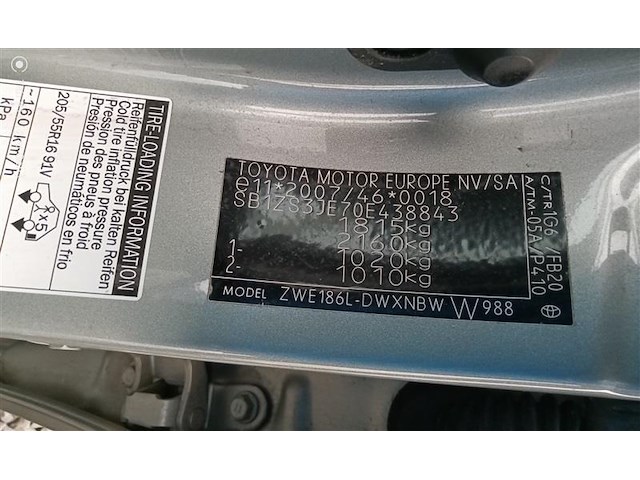 TIRE-LOADING INFORMATION
Reifenfülldruck bei kalten Reifen
Cold tire inflation pressure
Pression des pneus à froid
Presión de neumáticos en frio
205/55R16 91V
x5
~160 km/h
kPa
TOYOTA MOTOR EUROPE NV/SA
e11*2007/46*0018
SB1ZS3JE70E438843
1815kg
2160kg
1- 1020kg
2- 1010kg
MODEL ZWE186L-DWXNBW W988
C/TR 1G6 /FB20
A/TM -05A/P410